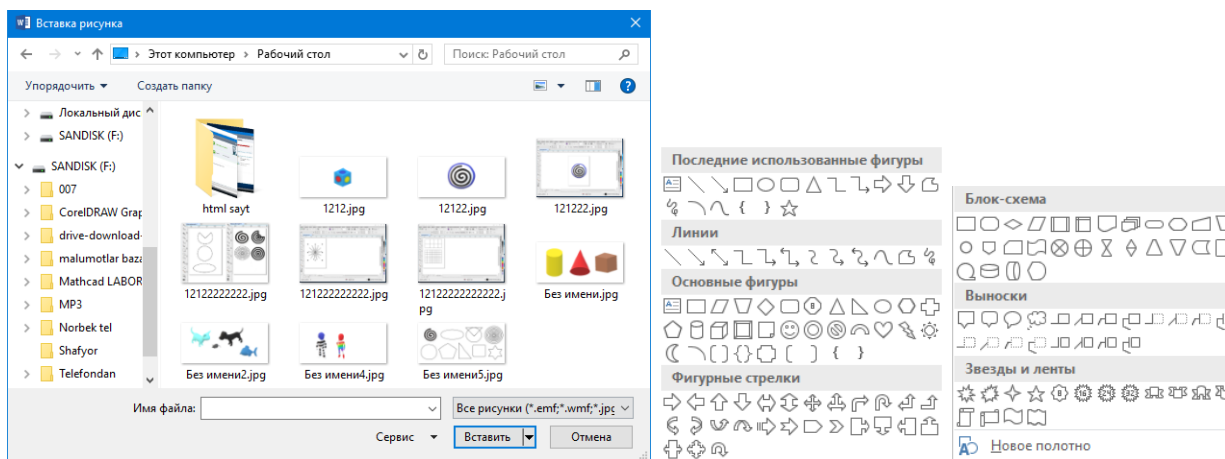 Вставка рисунка
Этот компьютер › Рабочий стол
Поиск: Рабочий стол
Упорядочить
Создать папку
Локальный дис
SANDISK (F:)
SANDISK (F:)
007
CorelDRAW Grap
drive-download-
malumotlar baza
Mathcad LABOR
MP3
Norbek tel
Shafyor
Telefondan
html sayt
1212.jpg
12122.jpg
121222.jpg
12122222222.jpg
121222222222.jpg
Без имени.jpg
Без имени2.jpg
Без имени4.jpg
Без имени5.jpg
Имя файла:
Все рисунки (*.emf;*.wmf;*.jpg
Сервис
Вставить
Отмена
Последние использованные фигуры
Линии
Основные фигуры
Фигурные стрелки
Блок-схема
Выноски
Звезды и ленты
Новое полотно